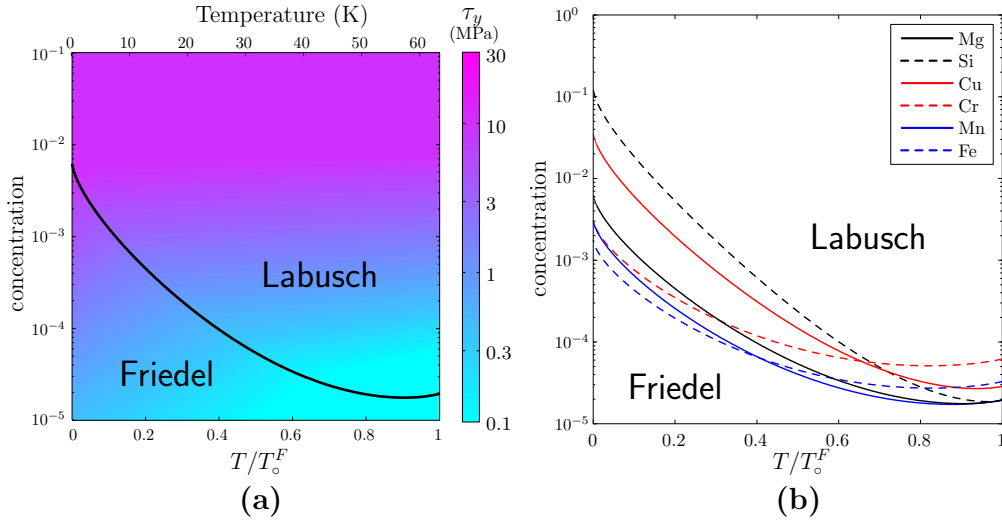 Temperature (K)
0 10 20 30 40 50 60
τ_y
(MPa)
10^{-1}
10^{-2}
10^{-3}
10^{-4}
10^{-5}
concentration
Labusch
Friedel
0 0.2 0.4 0.6 0.8 1
T/T_∘^F
30
10
3
1
0.3
0.1
(a)
10^0
10^{-1}
10^{-2}
10^{-3}
10^{-4}
10^{-5}
concentration
Mg
Si
Cu
Cr
Mn
Fe
Labusch
Friedel
0 0.2 0.4 0.6 0.8 1
T/T_∘^F
(b)